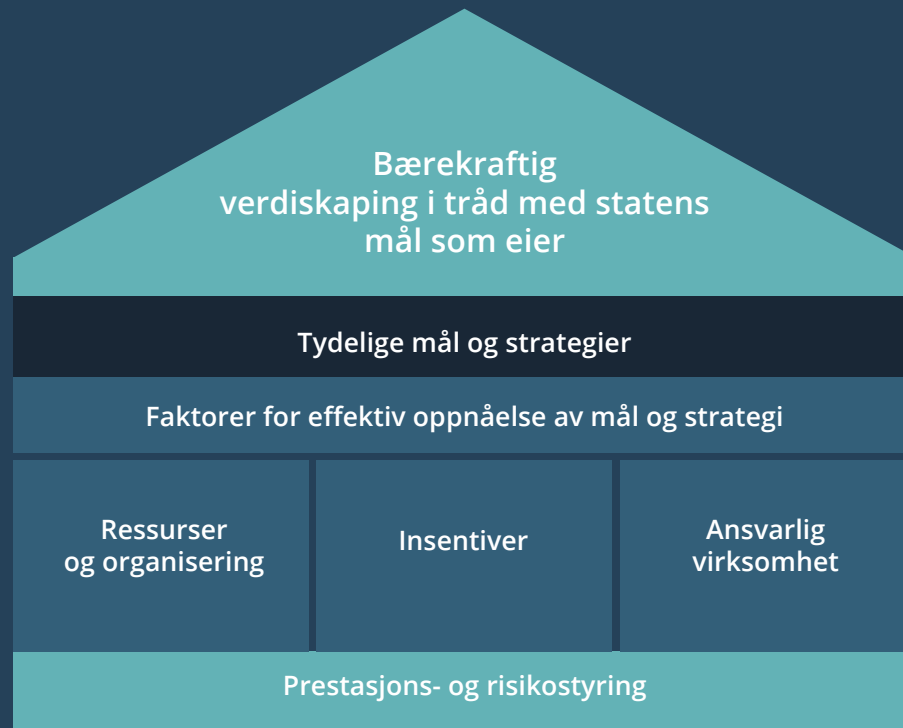 Bærekraftig
verdiskaping i tråd med statens
mål som eier
Tydelige mål og strategier
Faktorer for effektiv oppnåelse av mål og strategi
Ressurser
og organisering
Insentiver
Ansvarlig
virksomhet
Prestasjons- og risikostyring